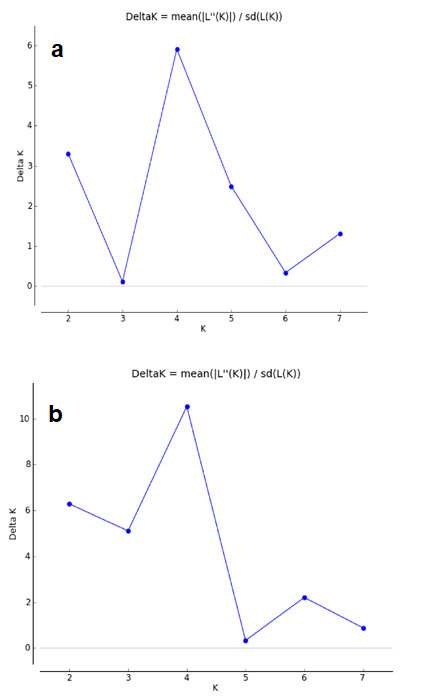 DeltaK = mean(|L''(K)|) / sd(L(K))
a
6
5
4
3
2
1
0
Delta K
2 3 4 5 6 7
K
DeltaK = mean(|L''(K)|) / sd(L(K))
b
10
8
6
4
2
0
Delta K
2 3 4 5 6 7
K